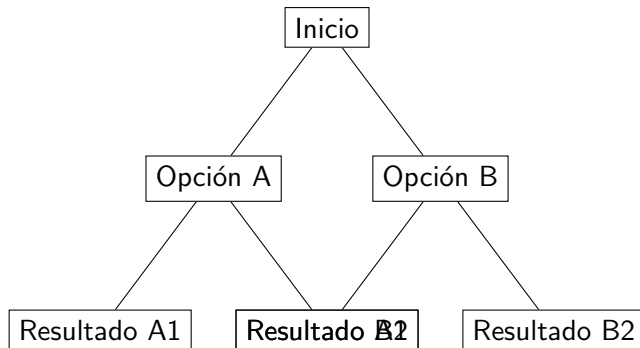 Inicio
Opción A
Opción B
Resultado A1
Resultado
Resultado B2